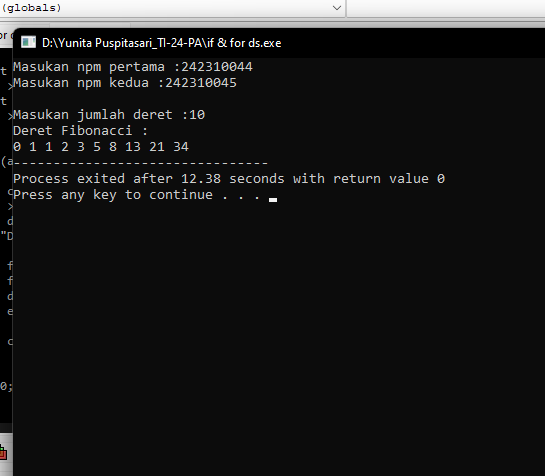 (globals)
D:\Yunita Puspitasari_TI-24-PA\if & for ds.exe
Masukan npm pertama :242310044
Masukan npm kedua :242310045
Masukan jumlah deret :10
Deret Fibonacci :
0 1 1 2 3 5 8 13 21 34
--------------------------------
Process exited after 12.38 seconds with return value 0
Press any key to continue . . .